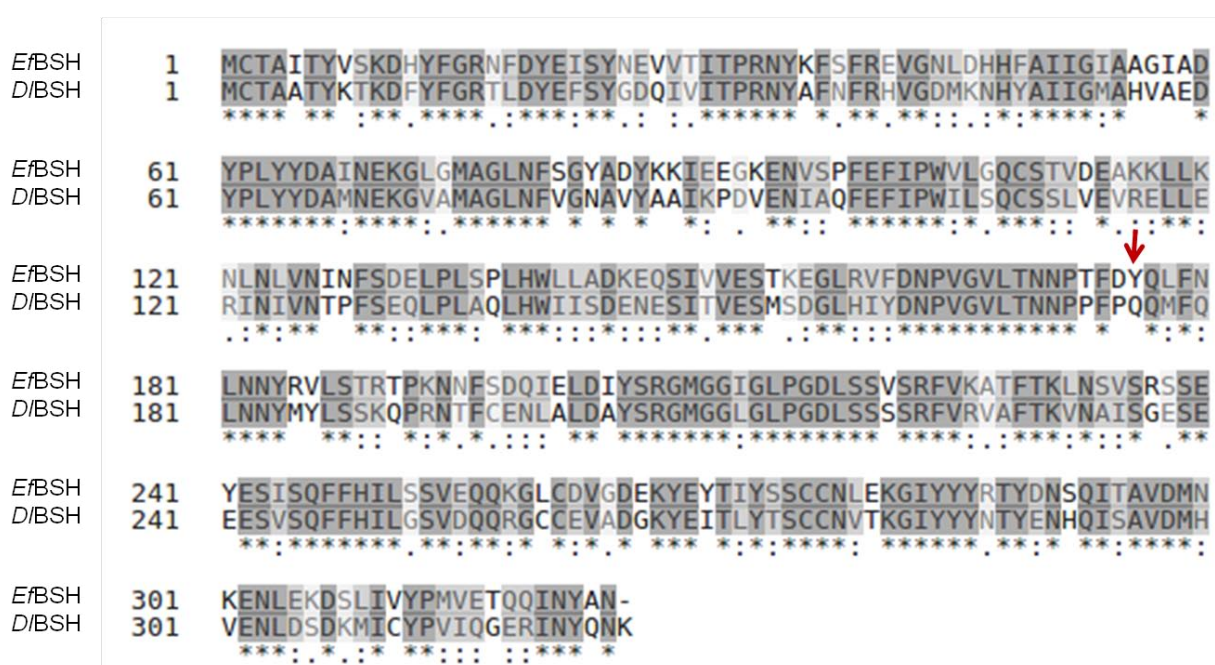 EfBSH 1 MCTAITYVSKDHYFGRNFDYEISYNEVVTITPRNYKFSFREVGNLDHHFAIIGIAAGIAD
DlBSH 1 MCTAATYKTKDFYFGRTLDYEFSYGDQIVITPRNYAFNFRHVGDMKNHYAIIGMAHVAED
**** ** :**.****.:***:**.: :.****** *.**.**::.:*:****:*    *
EfBSH 61 YPLYYDAINEKGLGMAGLNFSGYADYKKIEEGKENVSPFEFIPWVLGQCSTVDEAKKLLK
DlBSH 61 YPLYYDAMNEKGVAMAGLNFVGNAVYAAIKPDVENIAQFEFIPWILSQCSSLVEVRELLE
*******:****:.****** * * *  *: . **:: ******:*.***:: *.::**:
EfBSH 121 NLNLVNINFSDELPLSPLHWLLADKEQSIVVESTKEGLRVFDNPVGVLTNNPTFDYQLFN
DlBSH 121 RINIVNTPFSEQLPLAQLHWIISDENESITVESMSDGLHIYDNPVGVLTNNPPFPQQMFQ
.:*:**  **::***: ***:::*::**.*** .:**:::*********** *  *:*:
EfBSH 181 LNNYRVLSTRTPKNNFSDQIELDIYSRGMGGIGLPGDLSSVSRFVKATFTKLNSVSRSSE
DlBSH 181 LNNYMYLSSKQPRNTFCENLALDAYSRGMGGLGLPGDLSSSSRFVRVAFTKVNAISGESE
****  **:: *:*.*.::: ** *******:******** ****:.:***:*::* .**
EfBSH 241 YESISQFFHILSSVEQQKGLCDVGDEKYEYTIYSSCCNLEKGIYYYRTYDNSQITAVDMN
DlBSH 241 EESVSQFFHILGSVDQQRGCCEVADGKYEITLYTSCCNVTKGIYYYNTYENHQISAVDMH
**:*******.**:**:* *:*.* *** *:*:****: ******.**:* **:****:
EfBSH 301 KENLEKDSLIVYPMVETQQINYAN-
DlBSH 301 VENLDSDKMICYPVIQGERINYQNK
***:.*.:* **::: ::*** *